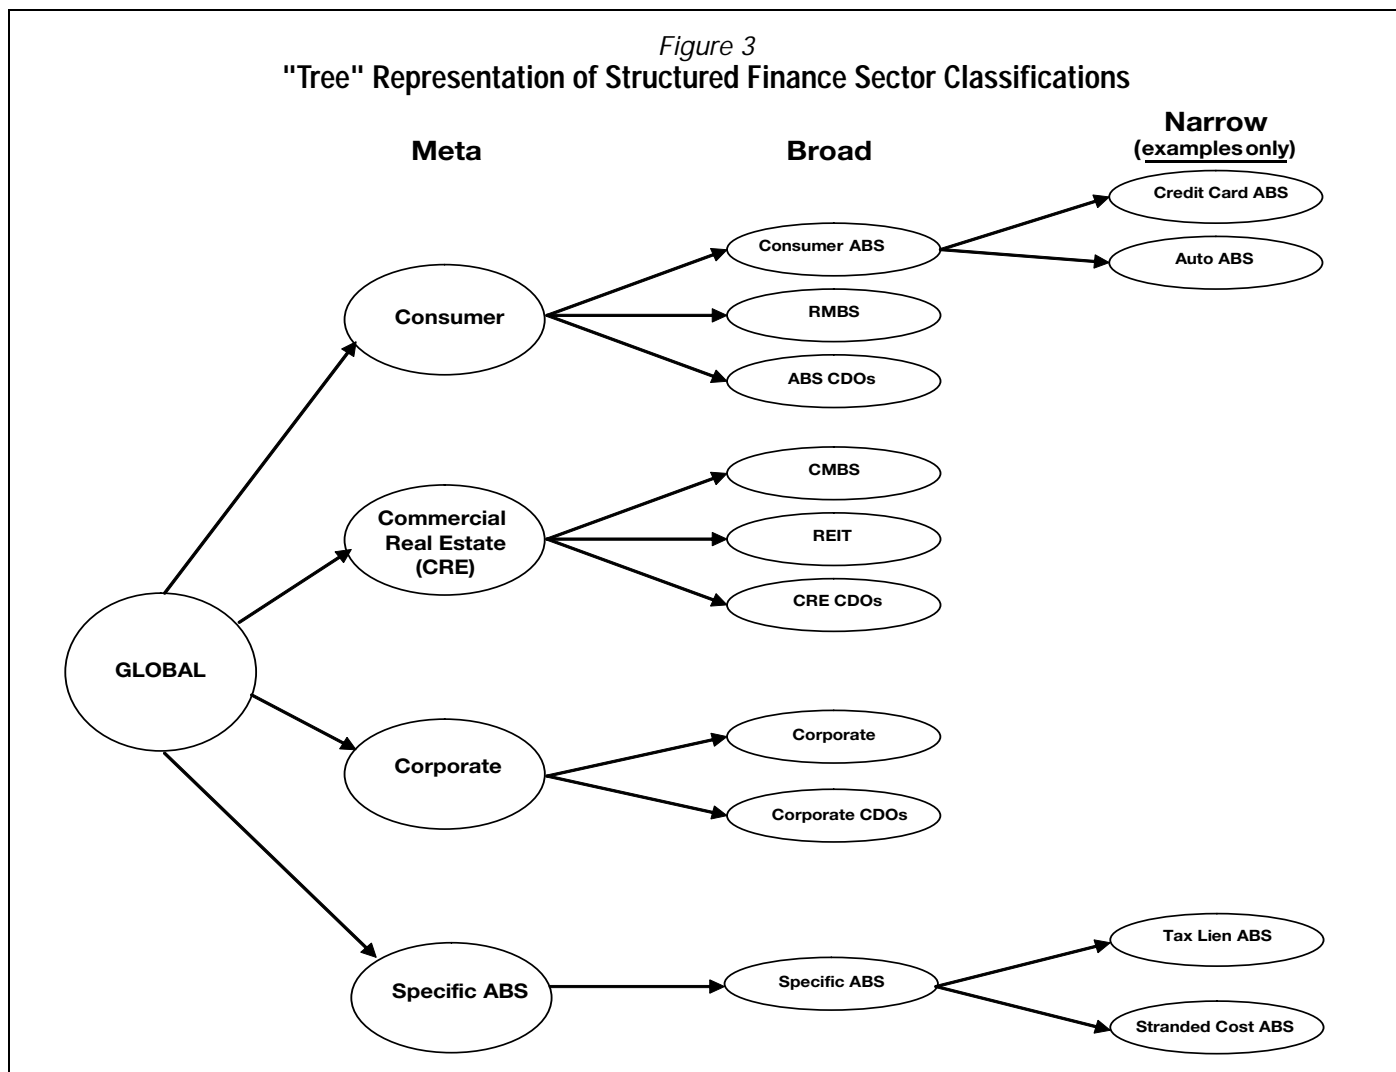 Figure 3
"Tree" Representation of Structured Finance Sector Classifications
Meta
Broad
Narrow
(examples only)
Credit Card ABS
Consumer ABS
Auto ABS
Consumer
RMBS
ABS CDOs
CMBS
Commercial
Real Estate
(CRE)
REIT
CRE CDOs
GLOBAL
Corporate
Corporate
Corporate CDOs
Tax Lien ABS
Specific ABS
Specific ABS
Stranded Cost ABS